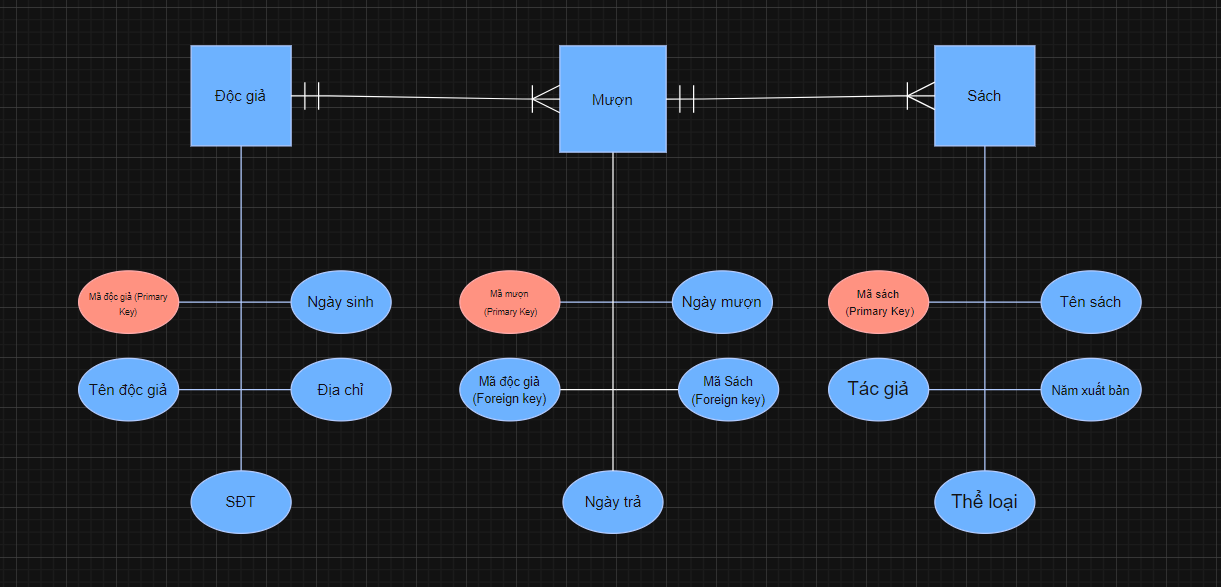 Độc giả
Mượn
Sách
Mã độc giả (Primary
Key)
Ngày sinh
Mã mượn
(Primary Key)
Ngày mượn
Mã sách
(Primary Key)
Tên sách
Tên độc giả
Địa chỉ
Mã độc giả
(Foreign key)
Mã Sách
(Foreign key)
Tác giả
Năm xuất bản
SĐT
Ngày trả
Thể loại